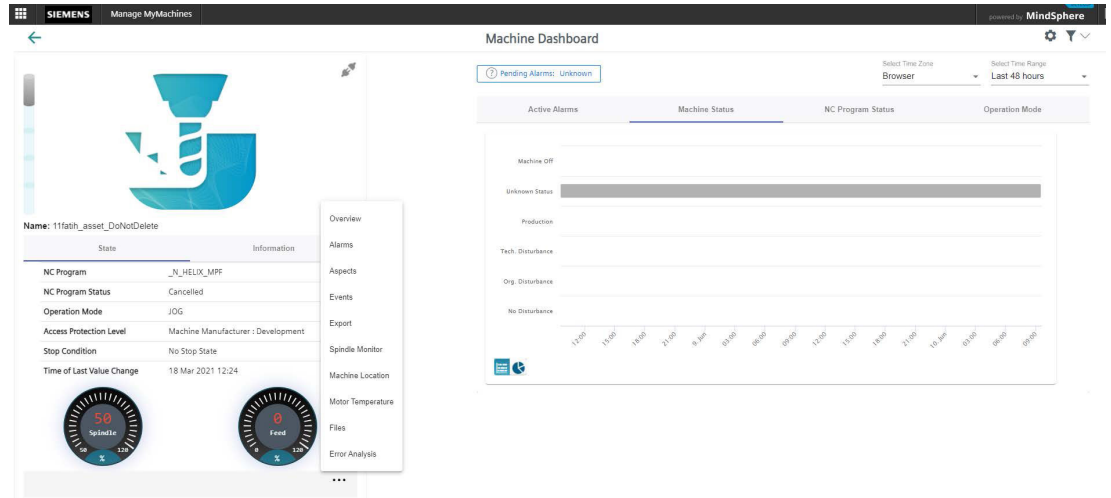 SIEMENS Manage MyMachines
powered by MindSphere
Machine Dashboard
Name: 11fatih_asset_DoNotDelete
State Information
NC Program _N_HELIX_MPF
NC Program Status Cancelled
Operation Mode JOG
Access Protection Level Machine Manufacturer : Development
Stop Condition No Stop State
Time of Last Value Change 18 Mar 2021 12:24
50
Spindle
50 120
%
0
Feed
0 120
%
Overview
Alarms
Aspects
Events
Export
Spindle Monitor
Machine Location
Motor Temperature
Files
Error Analysis
Pending Alarms: Unknown
Select Time Zone
Browser
Select Time Range
Last 48 hours
Active Alarms Machine Status NC Program Status Operation Mode
Machine Off
Unknown Status
Production
Tech. Disturbance
Org. Disturbance
No Disturbance
12:00 15:00 18:00 21:00 9. Jun 03:00 06:00 09:00 12:00 15:00 18:00 21:00 10. Jun 03:00 06:00 09:00